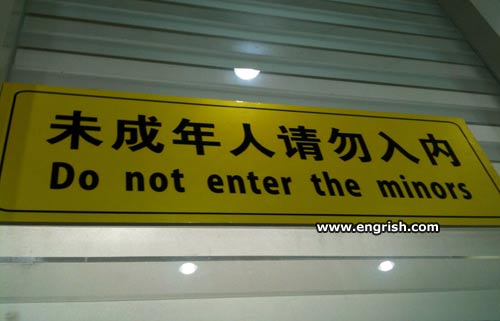 未成年人请勿入内
Do not enter the minors
www.engrish.com